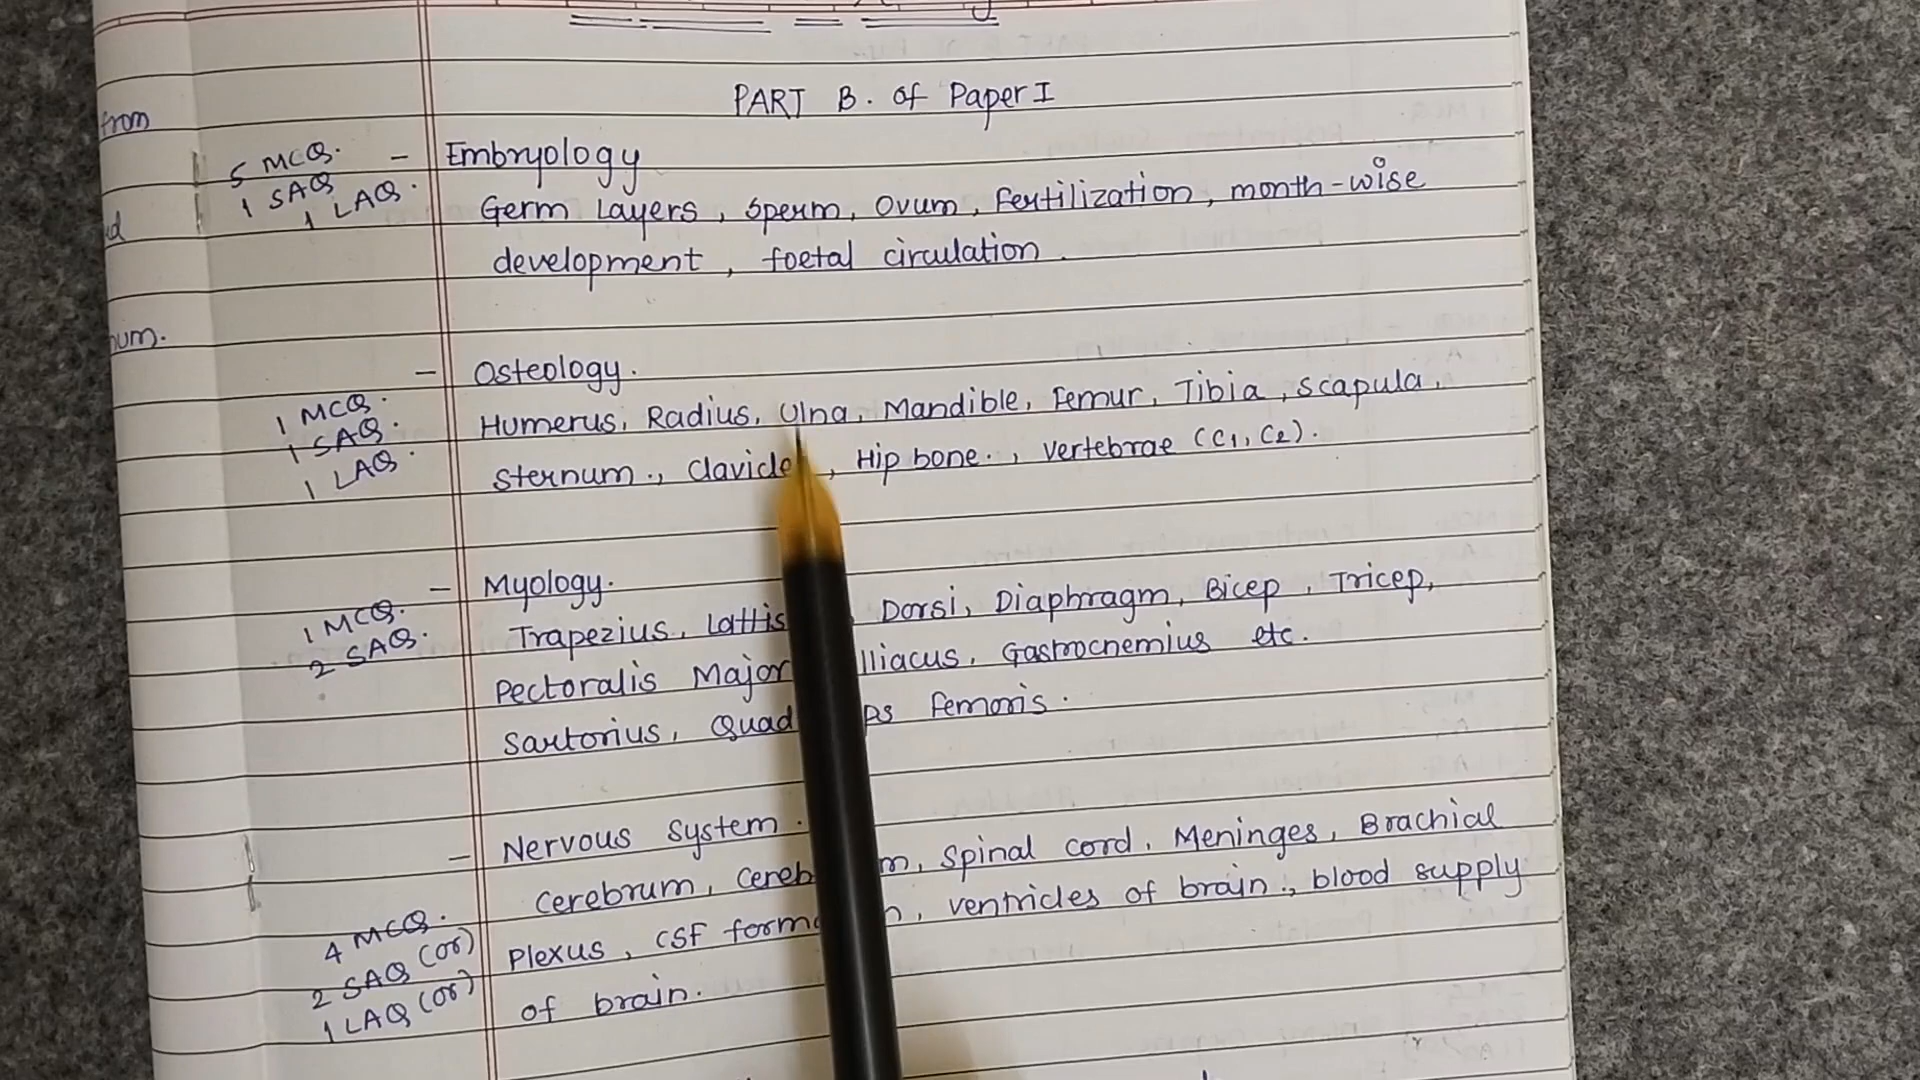 PART B. of Paper I
from
5 MCQ. - Embryology
1 SAQ
1 LAQ.
Germ Layers, Sperm, Ovum, Fertilization, month-wise
development, foetal circulation.
- Osteology.
1 MCQ.
1 SAQ.
1 LAQ.
Humerus, Radius, Ulna, Mandible, Femur, Tibia, Scapula,
Sternum., Clavicle, Hip bone., Vertebrae (C1, C2).
- Myology.
1 MCQ.
2 SAQ.
Trapezius, Dorsi, Diaphragm, Bicep, Tricep,
Pectoralis Major Iliacus, Gastrocnemius etc.
Sartorius, femoris.
- Nervous System.
Cerebrum, Spinal cord, Meninges, Brachial
4 MCQ.
2 SAQ (or)
1 LAQ (or)
Plexus, CSF ventricles of brain., blood supply
of brain.